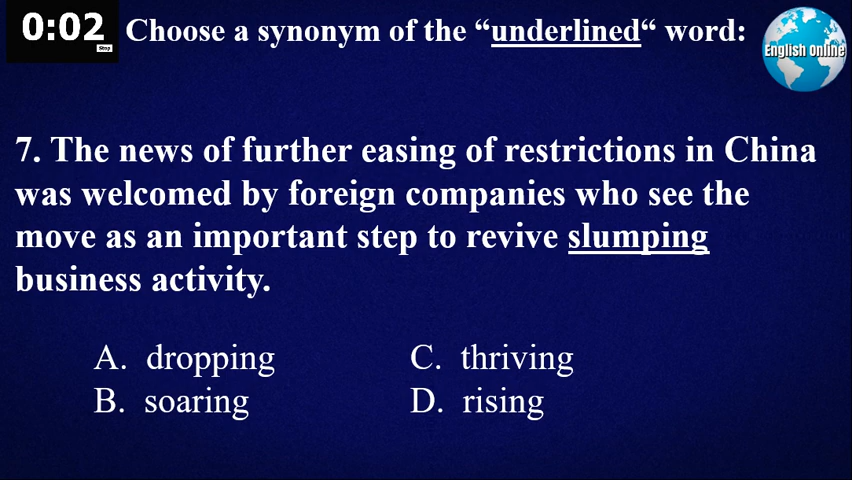 0:02
Stop
Choose a synonym of the “underlined“ word:
English Online
7. The news of further easing of restrictions in China
was welcomed by foreign companies who see the
move as an important step to revive slumping
business activity.
A. dropping
C. thriving
B. soaring
D. rising